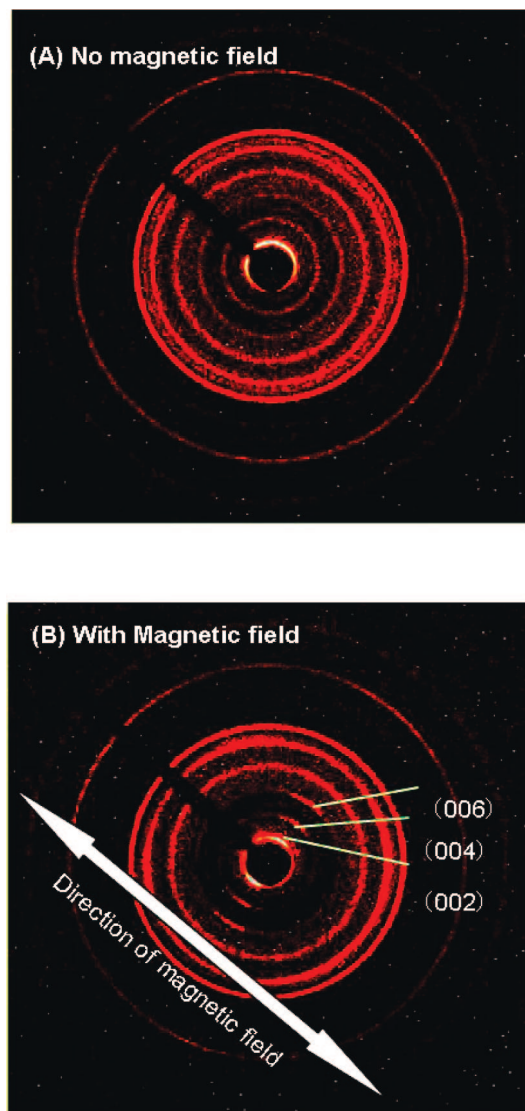 (A) No magnetic field
(B) With Magnetic field
（006）
（004）
（002）
Direction of magnetic field